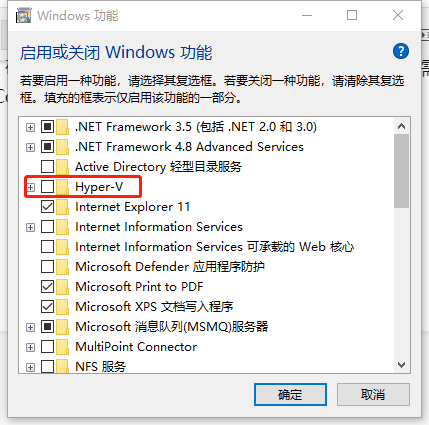 Windows 功能
启用或关闭 Windows 功能
若要启用一种功能，请选择其复选框。若要关闭一种功能，请清除其复选
框。填充的框表示仅启用该功能的一部分。
.NET Framework 3.5 (包括 .NET 2.0 和 3.0)
.NET Framework 4.8 Advanced Services
Active Directory 轻型目录服务
Hyper-V
Internet Explorer 11
Internet Information Services
Internet Information Services 可承载的 Web 核心
Microsoft Defender 应用程序防护
Microsoft Print to PDF
Microsoft XPS 文档写入程序
Microsoft 消息队列(MSMQ)服务器
MultiPoint Connector
NFS 服务
确定
取消